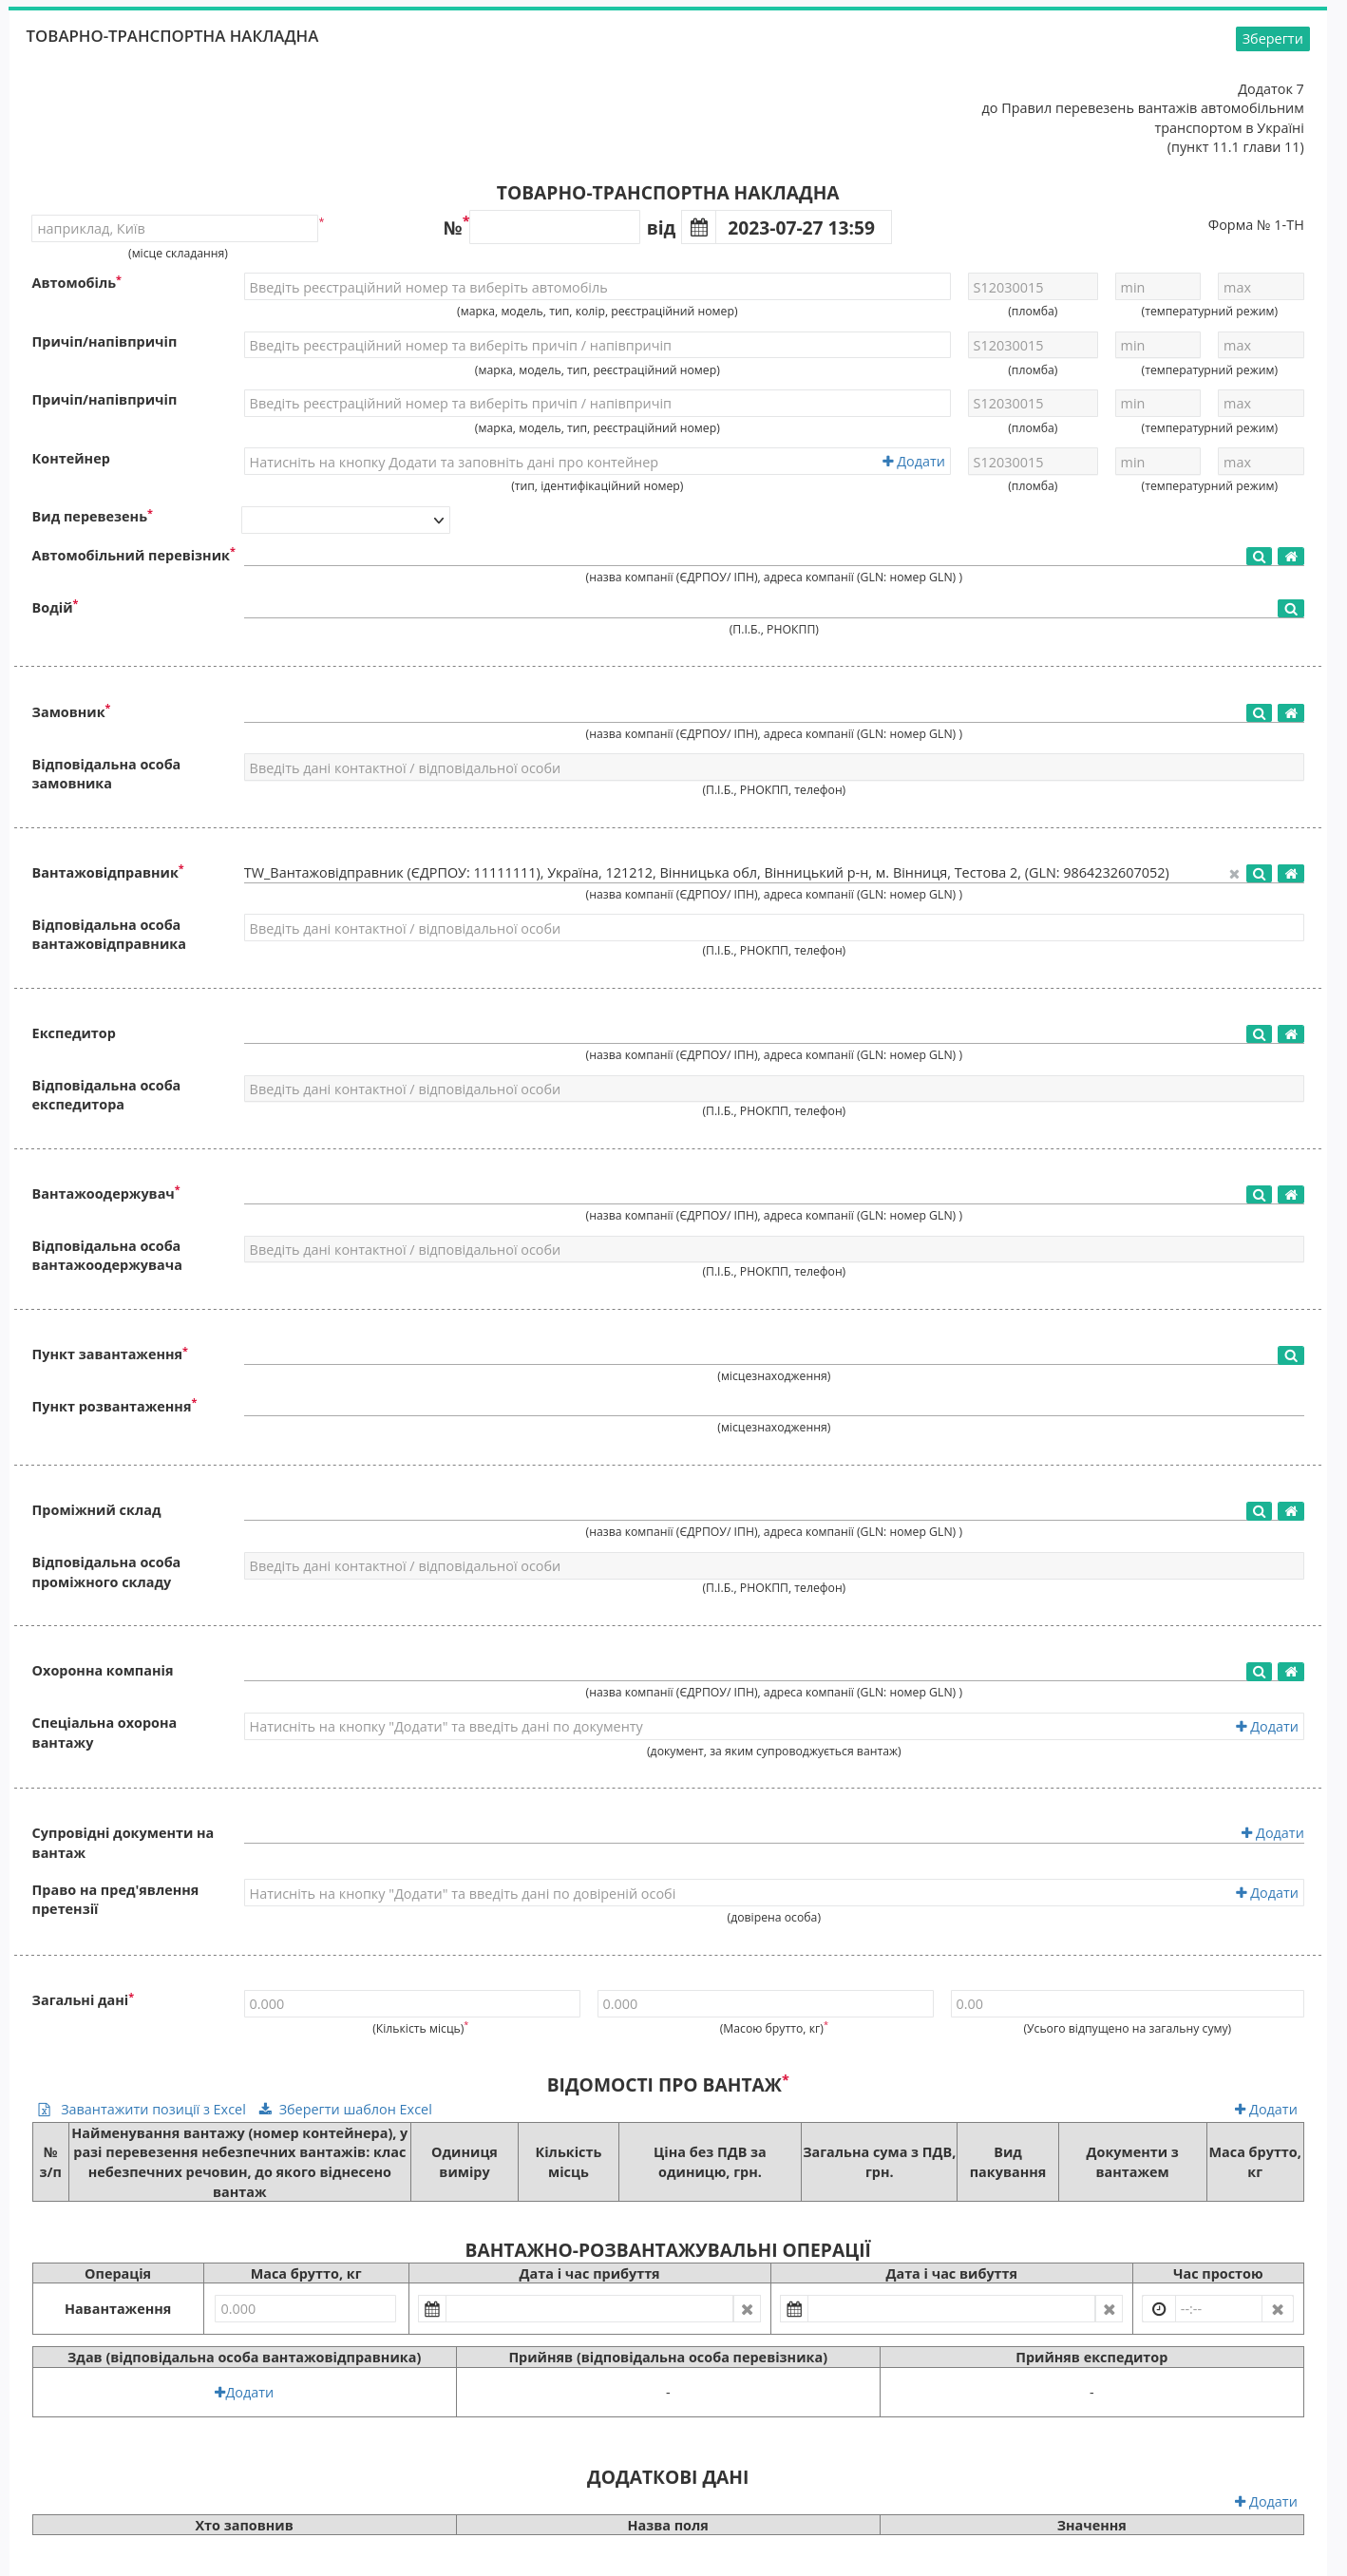 ТОВАРНО-ТРАНСПОРТНА НАКЛАДНА
Зберегти
Додаток 7
до Правил перевезень вантажів автомобільним
транспортом в Україні
(пункт 11.1 глави 11)
ТОВАРНО-ТРАНСПОРТНА НАКЛАДНА
наприклад, Київ * №* від 2023-07-27 13:59 Форма № 1-ТН
(місце складання)
Автомобіль* Введіть реєстраційний номер та виберіть автомобіль S12030015 min max
(марка, модель, тип, колір, реєстраційний номер) (пломба) (температурний режим)
Причіп/напівпричіп Введіть реєстраційний номер та виберіть причіп / напівпричіп S12030015 min max
(марка, модель, тип, реєстраційний номер) (пломба) (температурний режим)
Причіп/напівпричіп Введіть реєстраційний номер та виберіть причіп / напівпричіп S12030015 min max
(марка, модель, тип, реєстраційний номер) (пломба) (температурний режим)
Контейнер Натисніть на кнопку Додати та заповніть дані про контейнер Додати S12030015 min max
(тип, ідентифікаційний номер) (пломба) (температурний режим)
Вид перевезень*
Автомобільний перевізник*
(назва компанії (ЄДРПОУ/ ІПН), адреса компанії (GLN: номер GLN) )
Водій*
(П.І.Б., РНОКПП)
Замовник*
(назва компанії (ЄДРПОУ/ ІПН), адреса компанії (GLN: номер GLN) )
Відповідальна особа
замовника
Введіть дані контактної / відповідальної особи
(П.І.Б., РНОКПП, телефон)
Вантажовідправник* TW_Вантажовідправник (ЄДРПОУ: 11111111), Україна, 121212, Вінницька обл, Вінницький р-н, м. Вінниця, Тестова 2, (GLN: 9864232607052)
(назва компанії (ЄДРПОУ/ ІПН), адреса компанії (GLN: номер GLN) )
Відповідальна особа
вантажовідправника
Введіть дані контактної / відповідальної особи
(П.І.Б., РНОКПП, телефон)
Експедитор
(назва компанії (ЄДРПОУ/ ІПН), адреса компанії (GLN: номер GLN) )
Відповідальна особа
експедитора
Введіть дані контактної / відповідальної особи
(П.І.Б., РНОКПП, телефон)
Вантажоодержувач*
(назва компанії (ЄДРПОУ/ ІПН), адреса компанії (GLN: номер GLN) )
Відповідальна особа
вантажоодержувача
Введіть дані контактної / відповідальної особи
(П.І.Б., РНОКПП, телефон)
Пункт завантаження*
(місцезнаходження)
Пункт розвантаження*
(місцезнаходження)
Проміжний склад
(назва компанії (ЄДРПОУ/ ІПН), адреса компанії (GLN: номер GLN) )
Відповідальна особа
проміжного складу
Введіть дані контактної / відповідальної особи
(П.І.Б., РНОКПП, телефон)
Охоронна компанія
(назва компанії (ЄДРПОУ/ ІПН), адреса компанії (GLN: номер GLN) )
Спеціальна охорона
вантажу
Натисніть на кнопку "Додати" та введіть дані по документу Додати
(документ, за яким супроводжується вантаж)
Супровідні документи на
вантаж
Додати
Право на пред'явлення
претензії
Натисніть на кнопку "Додати" та введіть дані по довіреній особі Додати
(довірена особа)
Загальні дані* 0.000 0.000 0.00
(Кількість місць)* (Масою брутто, кг)* (Усього відпущено на загальну суму)
ВІДОМОСТІ ПРО ВАНТАЖ*
Завантажити позиції з Excel Зберегти шаблон Excel Додати
№
з/п
Найменування вантажу (номер контейнера), у
разі перевезення небезпечних вантажів: клас
небезпечних речовин, до якого віднесено
вантаж
Одиниця
виміру
Кількість
місць
Ціна без ПДВ за
одиницю, грн.
Загальна сума з ПДВ,
грн.
Вид
пакування
Документи з
вантажем
Маса брутто,
кг
ВАНТАЖНО-РОЗВАНТАЖУВАЛЬНІ ОПЕРАЦІЇ
Операція Маса брутто, кг Дата і час прибуття Дата і час вибуття Час простою
Навантаження 0.000 --:--
Здав (відповідальна особа вантажовідправника) Прийняв (відповідальна особа перевізника) Прийняв експедитор
Додати - -
ДОДАТКОВІ ДАНІ
Додати
Хто заповнив Назва поля Значення